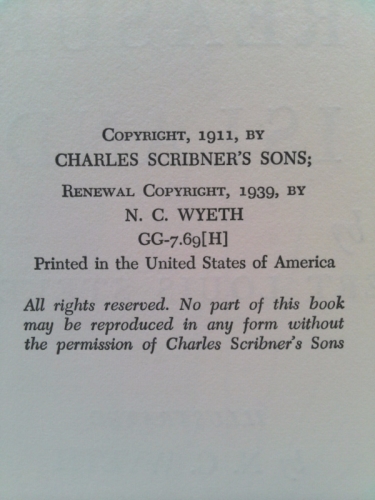 Copyright, 1911, by
CHARLES SCRIBNER'S SONS;
Renewal Copyright, 1939, by
N. C. WYETH
GG-7.69[H]
Printed in the United States of America
All rights reserved. No part of this book
may be reproduced in any form without
the permission of Charles Scribner's Sons